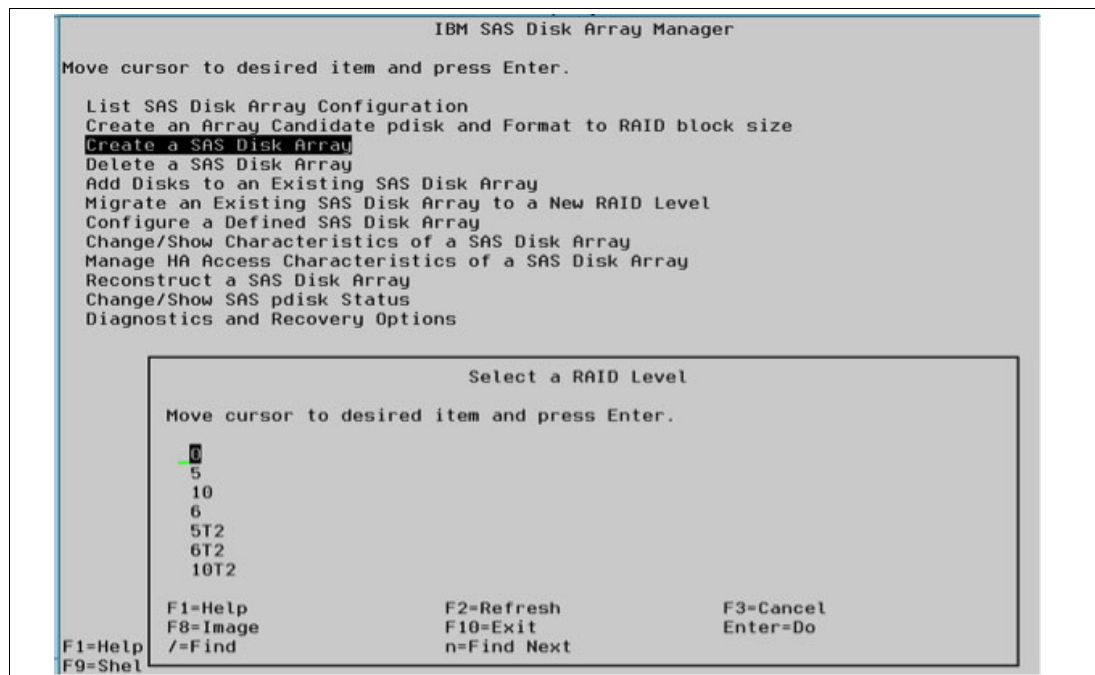 IBM SAS Disk Array Manager
Move cursor to desired item and press Enter.
List SAS Disk Array Configuration
Create an Array Candidate pdisk and Format to RAID block size
Create a SAS Disk Array
Delete a SAS Disk Array
Add Disks to an Existing SAS Disk Array
Migrate an Existing SAS Disk Array to a New RAID Level
Configure a Defined SAS Disk Array
Change/Show Characteristics of a SAS Disk Array
Manage HA Access Characteristics of a SAS Disk Array
Reconstruct a SAS Disk Array
Change/Show SAS pdisk Status
Diagnostics and Recovery Options
Select a RAID Level
Move cursor to desired item and press Enter.
0
5
10
6
5T2
6T2
10T2
F1=Help F2=Refresh F3=Cancel
F8=Image F10=Exit Enter=Do
F1=Help /=Find n=Find Next
F9=Shel